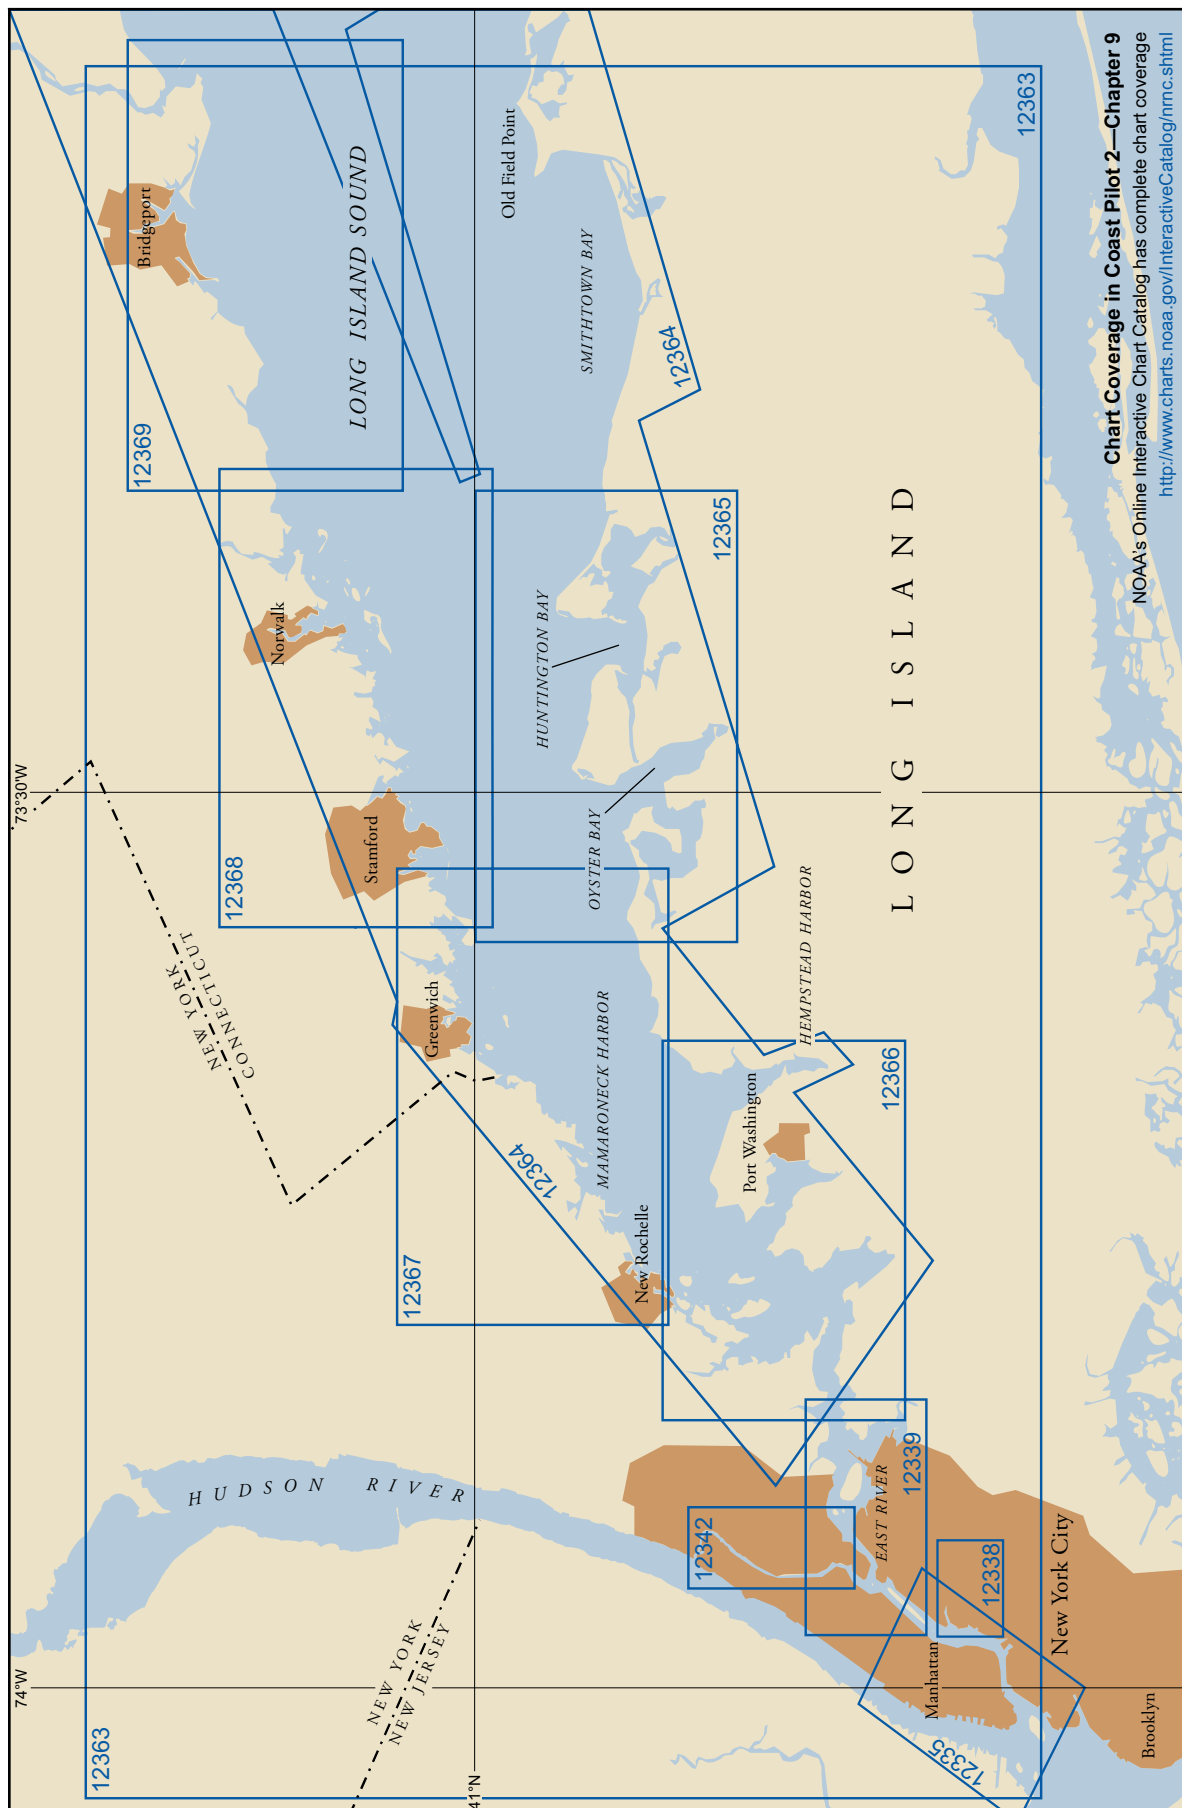 Chart Coverage in Coast Pilot 2—Chapter 9
NOAA's Online Interactive Chart Catalog has complete chart coverage
http://www.charts.noaa.gov/InteractiveCatalog/nrnc.shtml
74°W
73°30'W
41°N
12363
12363
12369
12368
12367
12364
12364
12365
12366
12339
12342
12338
12335
HUDSON RIVER
NEW YORK
NEW JERSEY
NEW YORK
CONNECTICUT
Bridgeport
Norwalk
Stamford
Greenwich
New Rochelle
LONG ISLAND SOUND
Old Field Point
SMITHTOWN BAY
HUNTINGTON BAY
OYSTER BAY
MAMARONECK HARBOR
HEMPSTEAD HARBOR
Port Washington
LONG ISLAND
EAST RIVER
Manhattan
New York City
Brooklyn